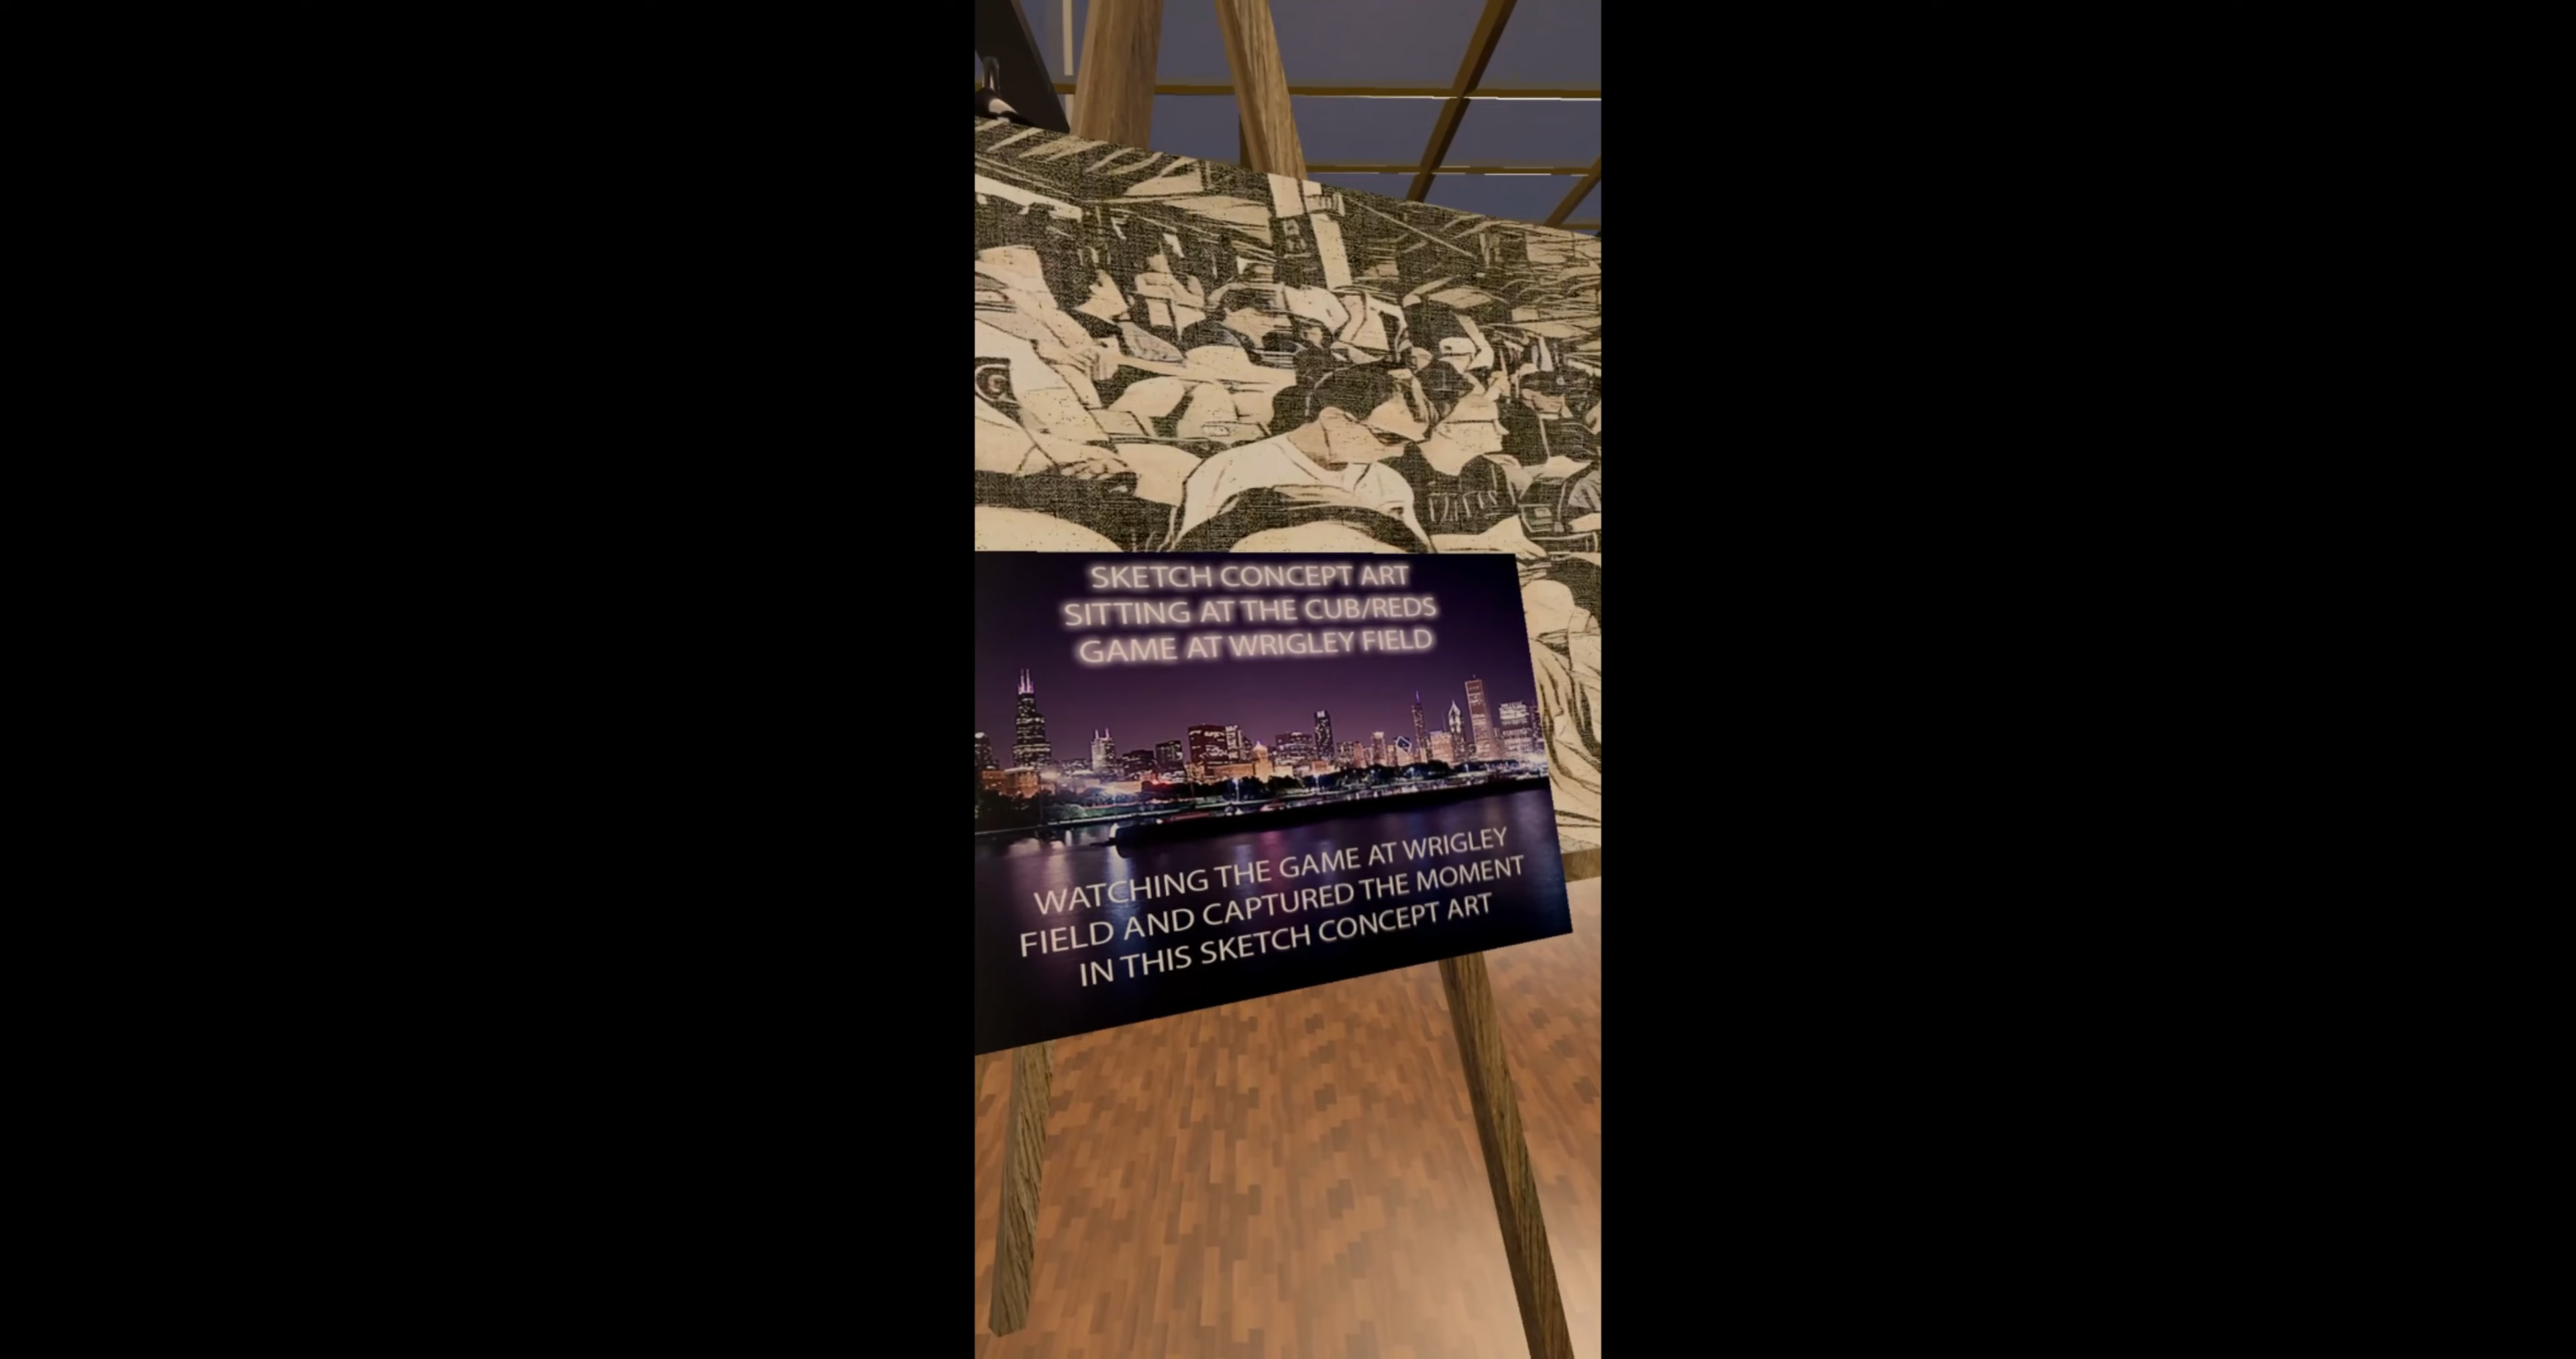 SKETCH CONCEPT ART
SITTING AT THE CUB/REDS
GAME AT WRIGLEY FIELD
WATCHING THE GAME AT WRIGLEY
FIELD AND CAPTURED THE MOMENT
IN THIS SKETCH CONCEPT ART